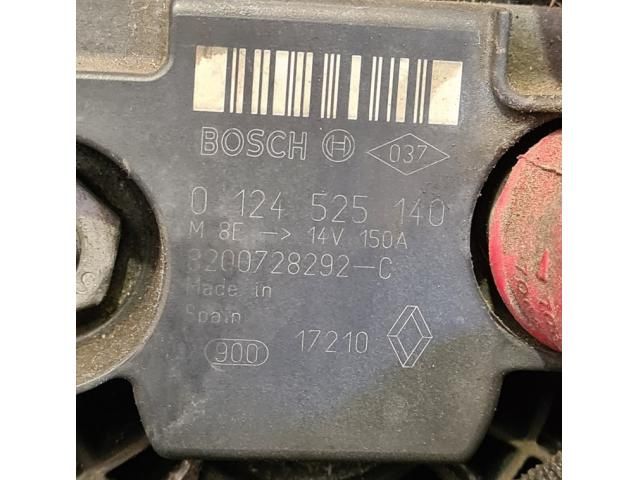 BOSCH
037
0 124 525 140
M 8E -> 14V 150A
8200728292-C
Made in
Spain
900 17210